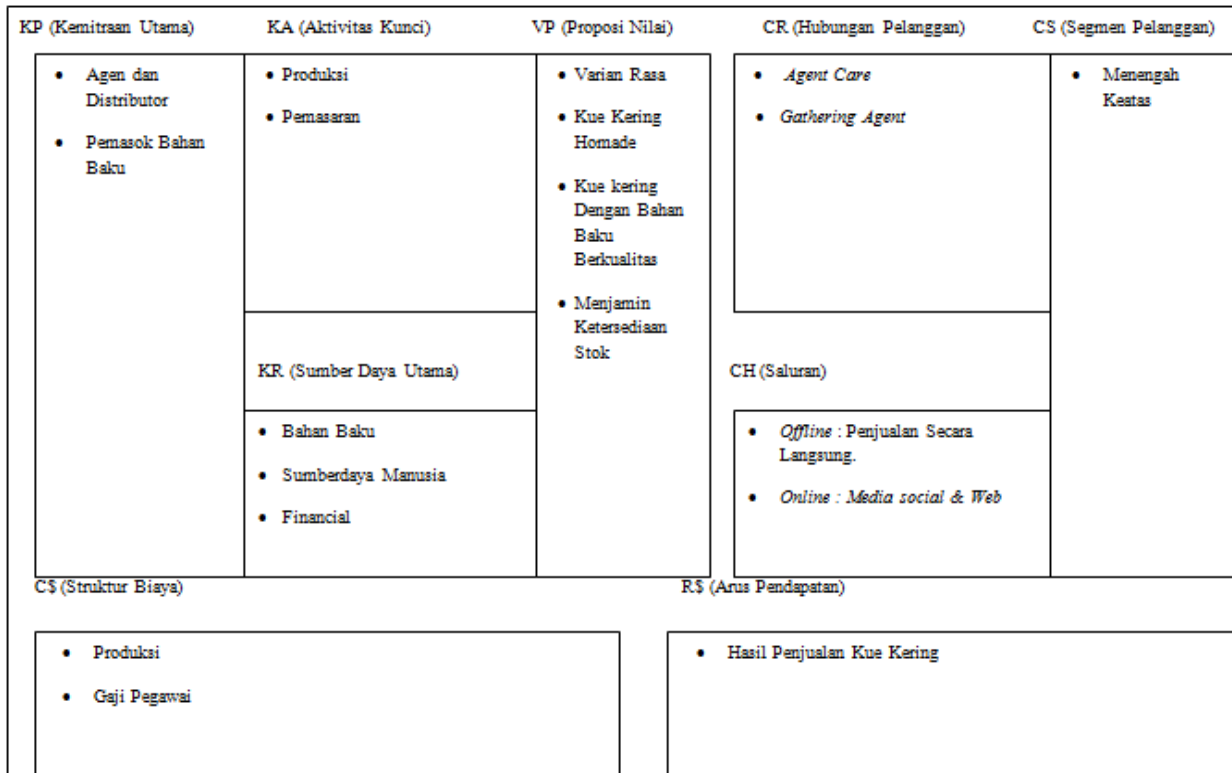 KP (Kemitraan Utama)
KA (Aktivitas Kunci)
VP (Proposi Nilai)
CR (Hubungan Pelanggan)
CS (Segmen Pelanggan)
• Agen dan
Distributor
• Pemasok Bahan
Baku
• Produksi
• Pemasaran
KR (Sumber Daya Utama)
• Bahan Baku
• Sumberdaya Manusia
• Financial
• Varian Rasa
• Kue Kering
Homade
• Kue kering
Dengan Bahan
Baku
Berkualitas
• Menjamin
Ketersediaan
Stok
• Agent Care
• Gathering Agent
CH (Saluran)
• Offline : Penjualan Secara
Langsung.
• Online : Media social & Web
• Menengah
Keatas
C$ (Struktur Biaya)
• Produksi
• Gaji Pegawai
R$ (Arus Pendapatan)
• Hasil Penjualan Kue Kering